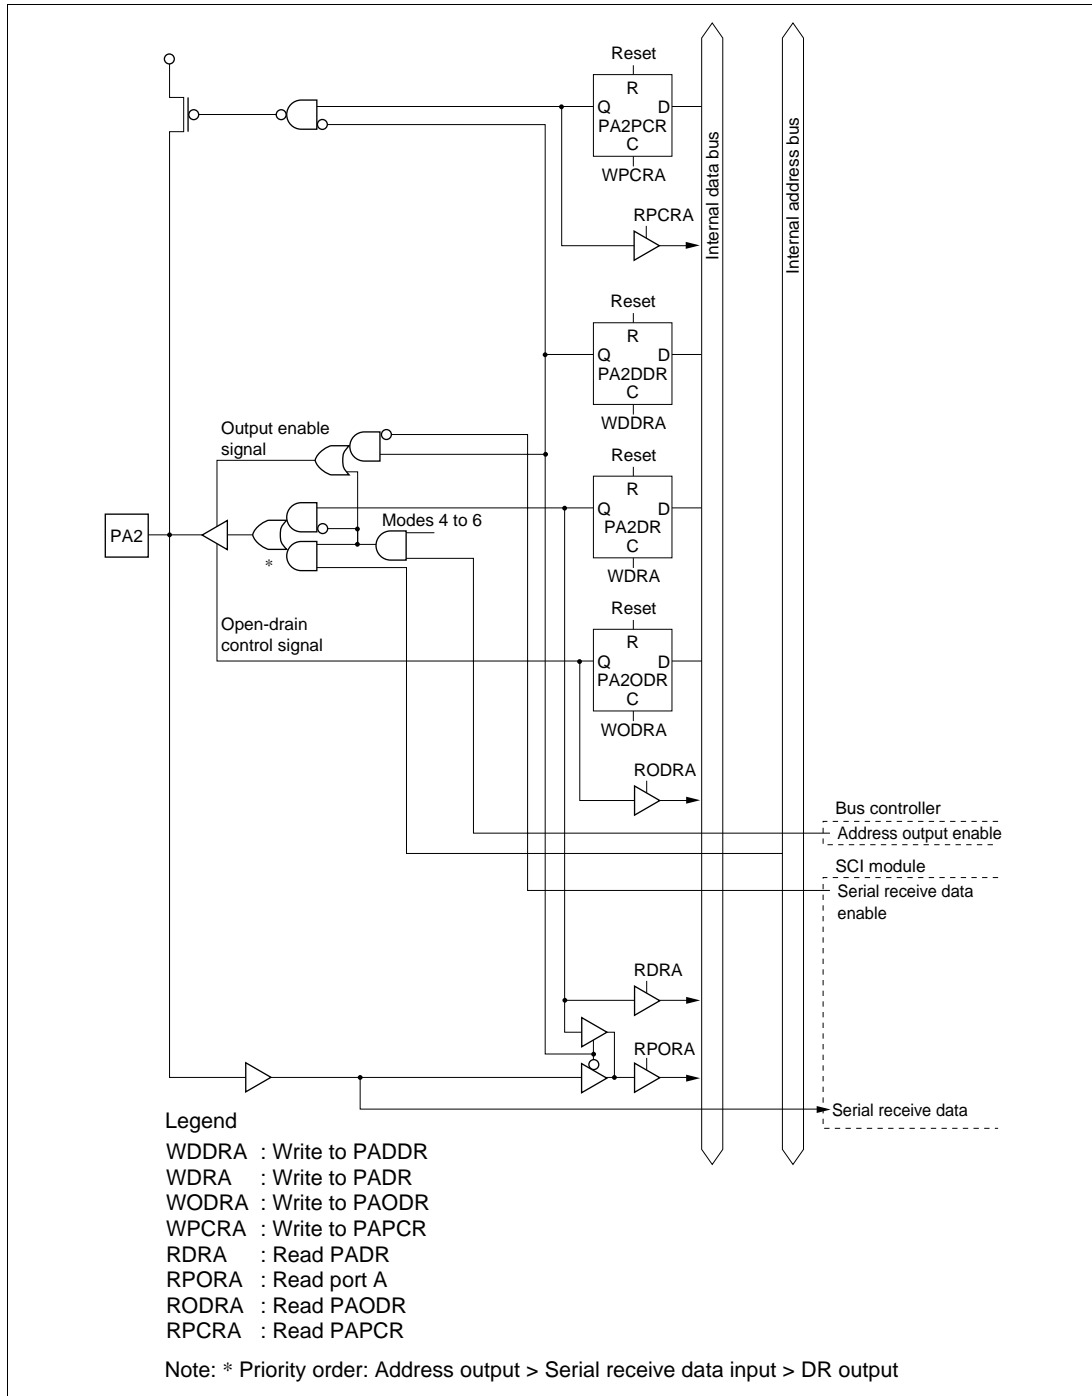 Reset
R
Q D
PA2PCR
C
WPCRA
Internal data bus
Internal address bus
RPCRA
Reset
R
Q D
PA2DDR
C
WDDRA
Output enable
signal
Reset
R
Q D
PA2DR
C
WDRA
Modes 4 to 6
PA2
*
Open-drain
control signal
Reset
R
Q D
PA2ODR
C
WODRA
RODRA
Bus controller
Address output enable
SCI module
Serial receive data
enable
RDRA
RPORA
Serial receive data
Legend
WDDRA : Write to PADDR
WDRA : Write to PADR
WODRA : Write to PAODR
WPCRA : Write to PAPCR
RDRA : Read PADR
RPORA : Read port A
RODRA : Read PAODR
RPCRA : Read PAPCR
Note: * Priority order: Address output > Serial receive data input > DR output